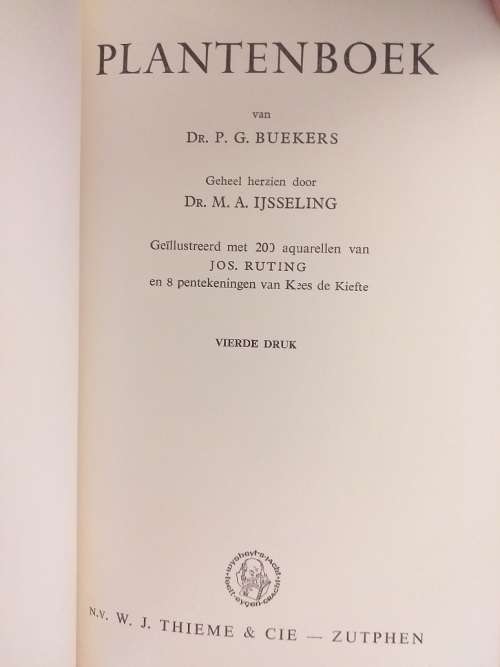 PLANTENBOEK
van
DR. P. G. BUEKERS
Geheel herzien door
DR. M. A. IJSSELING
Geïllustreerd met 200 aquarellen van
JOS. RUTING
en 8 pentekeningen van Kees de Kiefte
VIERDE DRUK
N.V. W. J. THIEME & CIE — ZUTPHEN